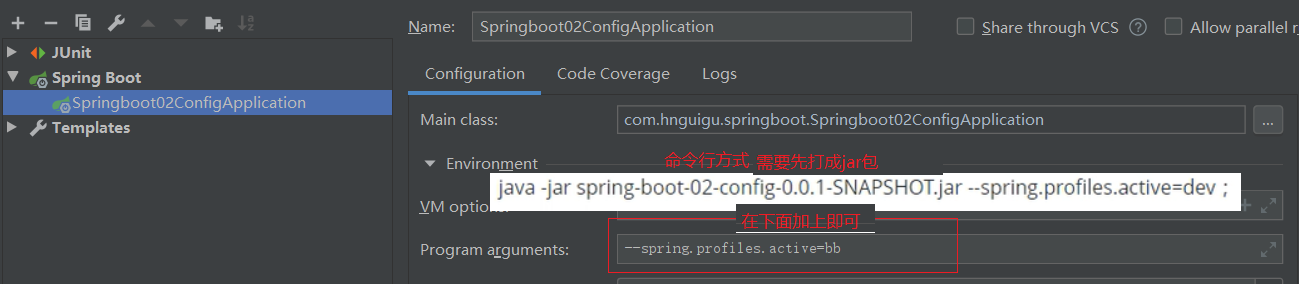 Name:
Springboot02ConfigApplication
Share through VCS
?
Allow parallel r
JUnit
Spring Boot
Springboot02ConfigApplication
Templates
Configuration
Code Coverage
Logs
Main class:
com.hnguigu.springboot.Springboot02ConfigApplication
...
Environment
命令行方式 需要先打成jar包
java -jar spring-boot-02-config-0.0.1-SNAPSHOT.jar --spring.profiles.active=dev；
VM options:
在下面加上即可
Program arguments:
--spring.profiles.active=bb